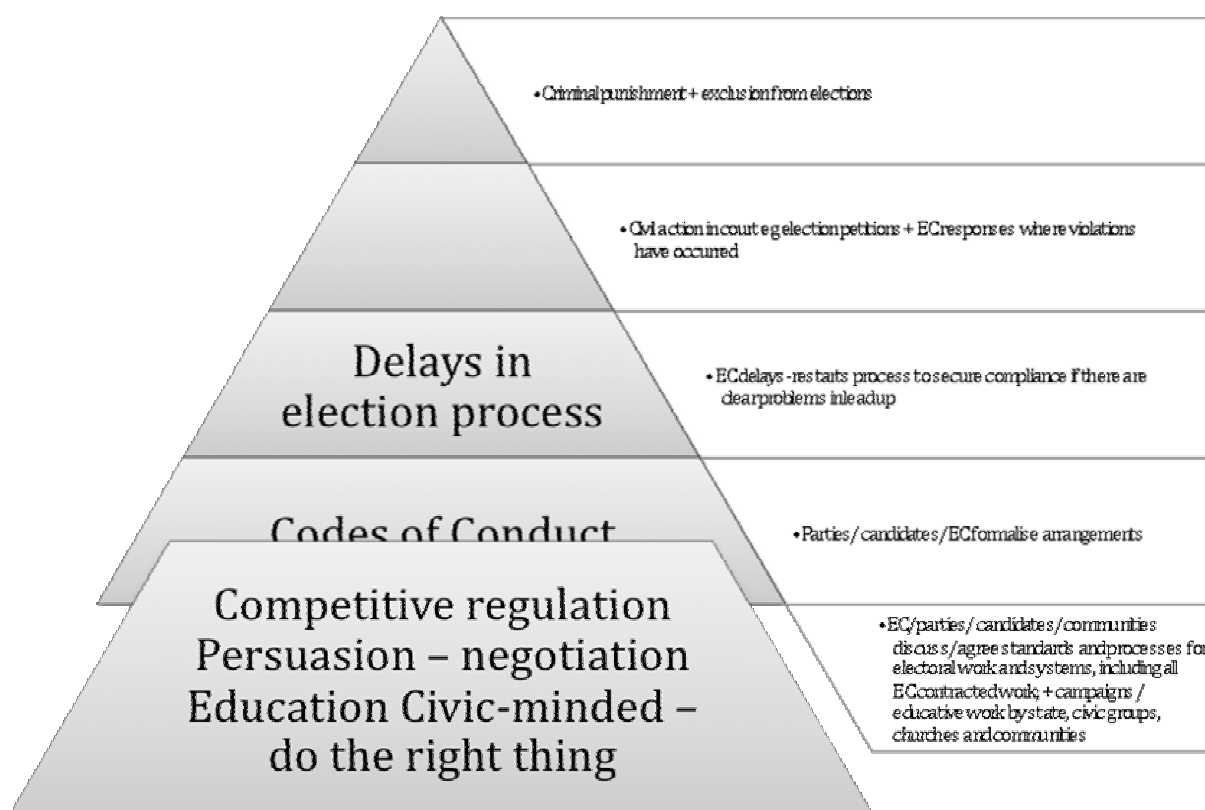 • Criminal punishment + exclusion from elections
• Civil action in court eg election petitions + EC responses where violations
have occurred
Delays in
election process
• EC delays - restarts process to secure compliance if there are
clear problems in lead up
Codes of Conduct
• Parties / candidates / EC formalise arrangements
Competitive regulation
Persuasion – negotiation
Education Civic-minded –
do the right thing
• EC/parties / candidates / communities
discuss / agree standards and processes for
electoral work and systems, including all
EC contracted work; + campaigns /
educative work by state, civic groups,
churches and communities